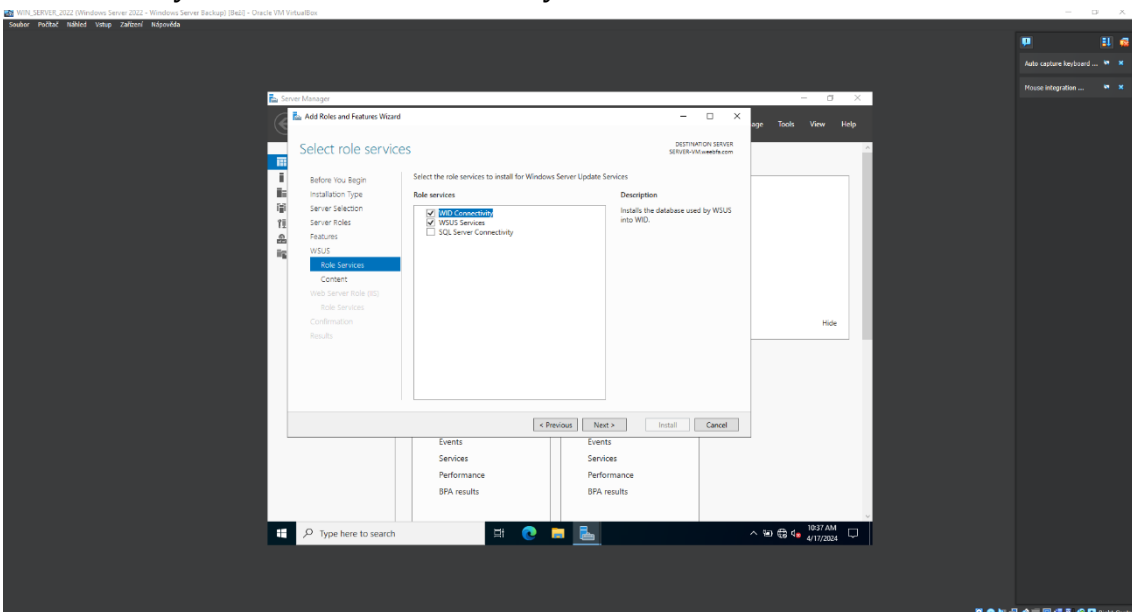 WIN_SERVER_2022 (Windows Server 2022 - Windows Server Backup) [Běží] - Oracle VM VirtualBox
Soubor Počítač Náhled Vstup Zařízení Nápověda
Auto capture keyboard ...
Mouse integration ...
Server Manager
Add Roles and Features Wizard
Tools View Help
Select role services
DESTINATION SERVER
Before You Begin
Installation Type
Server Selection
Server Roles
Features
WSUS
Role Services
Content
Web Server Role (IIS)
Role Services
Confirmation
Results
Select the role services to install for Windows Server Update Services
Role services
WID Connectivity
WSUS Services
SQL Server Connectivity
Description
Installs the database used by WSUS
into WID.
Hide
< Previous Next > Install Cancel
Events Events
Services Services
Performance Performance
BPA results BPA results
Type here to search
10:37 AM
4/17/2024